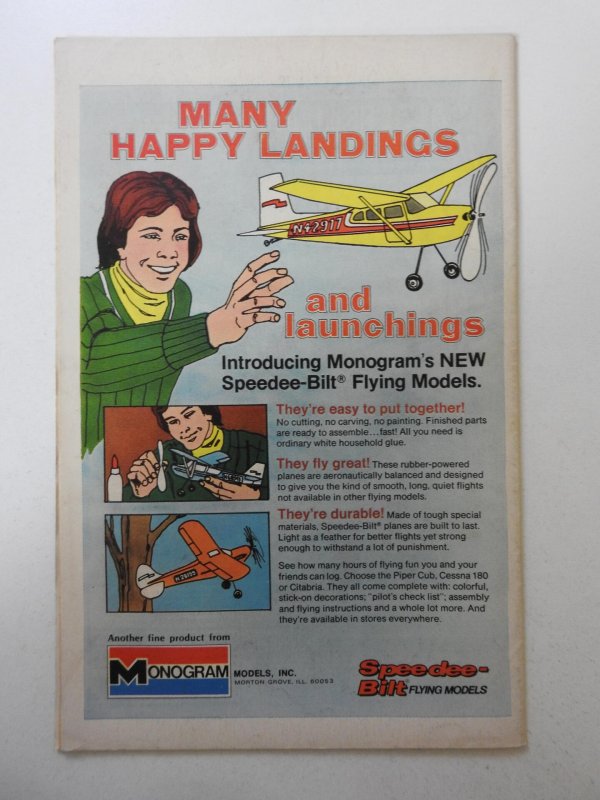 MANY
HAPPY LANDINGS
N42917
and
launchings
Introducing Monogram's NEW
Speedee-Bilt® Flying Models.
They're easy to put together!
No cutting, no carving, no painting. Finished parts
are ready to assemble...fast! All you need is
ordinary white household glue.
They fly great! These rubber-powered
planes are aeronautically balanced and designed
to give you the kind of smooth, long, quiet flights
not available in other flying models.
They're durable! Made of tough special
materials, Speedee-Bilt® planes are built to last.
Light as a feather for better flights yet strong
enough to withstand a lot of punishment.
See how many hours of flying fun you and your
friends can log. Choose the Piper Cub, Cessna 180
or Citabria. They all come complete with: colorful,
stick-on decorations; "pilot's check list"; assembly
and flying instructions and a whole lot more. And
they're available in stores everywhere.
Another fine product from
MONOGRAM MODELS, INC.
MORTON GROVE, ILL. 60053
Speedee-
Bilt® FLYING MODELS